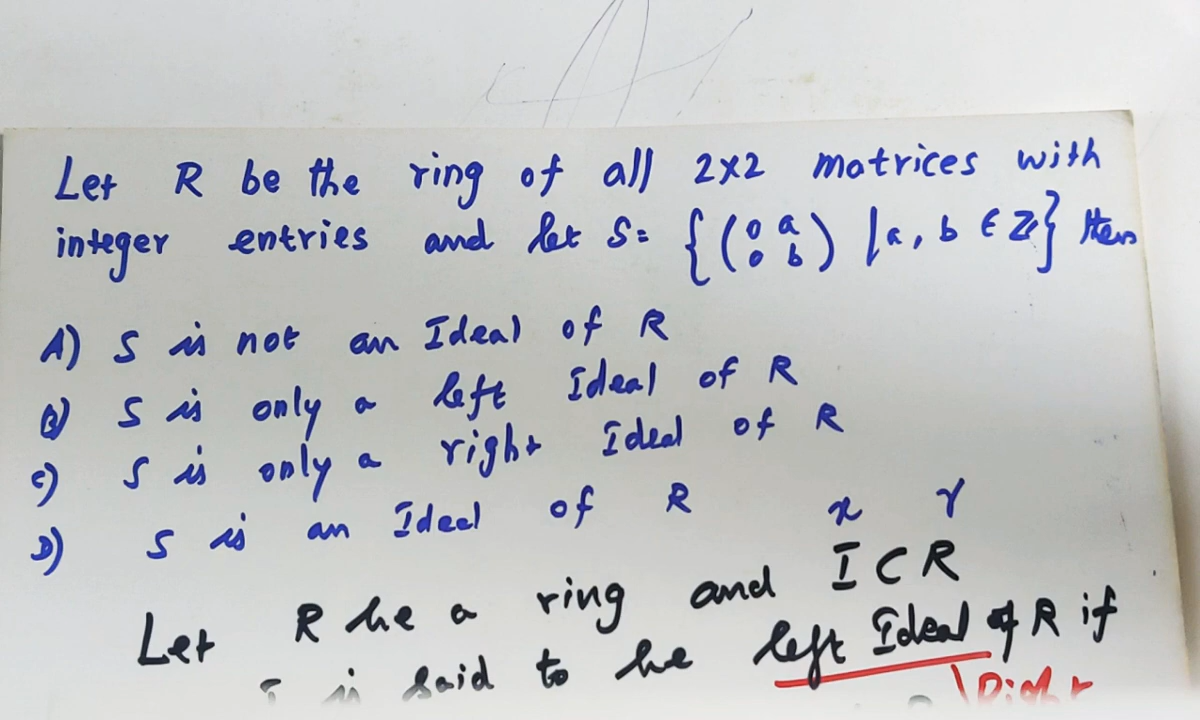 Let R be the ring of all 2x2 matrices with
integer entries and let S = { ( 0 a 0 b ) | a, b ∈ ℤ } then
A) S is not an Ideal of R
B) S is only a left Ideal of R
C) S is only a right Ideal of R
D) S is an Ideal of R
x r
Let R be a ring and I ⊂ R
I is said to be left Ideal of R if
Right